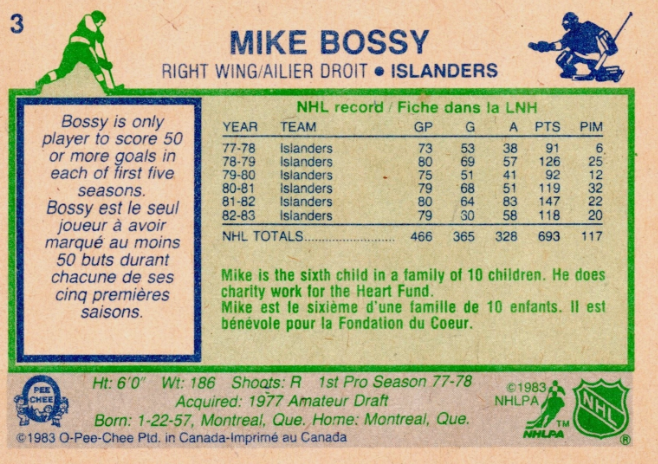 3
MIKE BOSSY
RIGHT WING/AILIER DROIT • ISLANDERS
Bossy is only
player to score 50
or more goals in
each of first five
seasons.
Bossy est le seul
joueur à avoir
marqué au moins
50 buts durant
chacune de ses
cinq premières
saisons.
NHL record / Fiche dans la LNH
YEAR TEAM GP G A PTS PIM
77-78 Islanders 73 53 38 91 6
78-79 Islanders 80 69 57 126 25
79-80 Islanders 75 51 41 92 12
80-81 Islanders 79 68 51 119 32
81-82 Islanders 80 64 83 147 22
82-83 Islanders 79 30 58 118 20
NHL TOTALS 466 365 328 693 117
Mike is the sixth child in a family of 10 children. He does
charity work for the Heart Fund.
Mike est le sixième d'une famille de 10 enfants. Il est
bénévole pour la Fondation du Coeur.
OPEE
CHEE
Ht: 6'0" Wt: 186 Shoots: R 1st Pro Season 77-78
Acquired: 1977 Amateur Draft
Born: 1-22-57, Montreal, Que. Home: Montreal, Que.
©1983 O-Pee-Chee Ptd. in Canada-Imprimé au Canada
©1983
NHLPA
TM
NHLPA
NHL
®